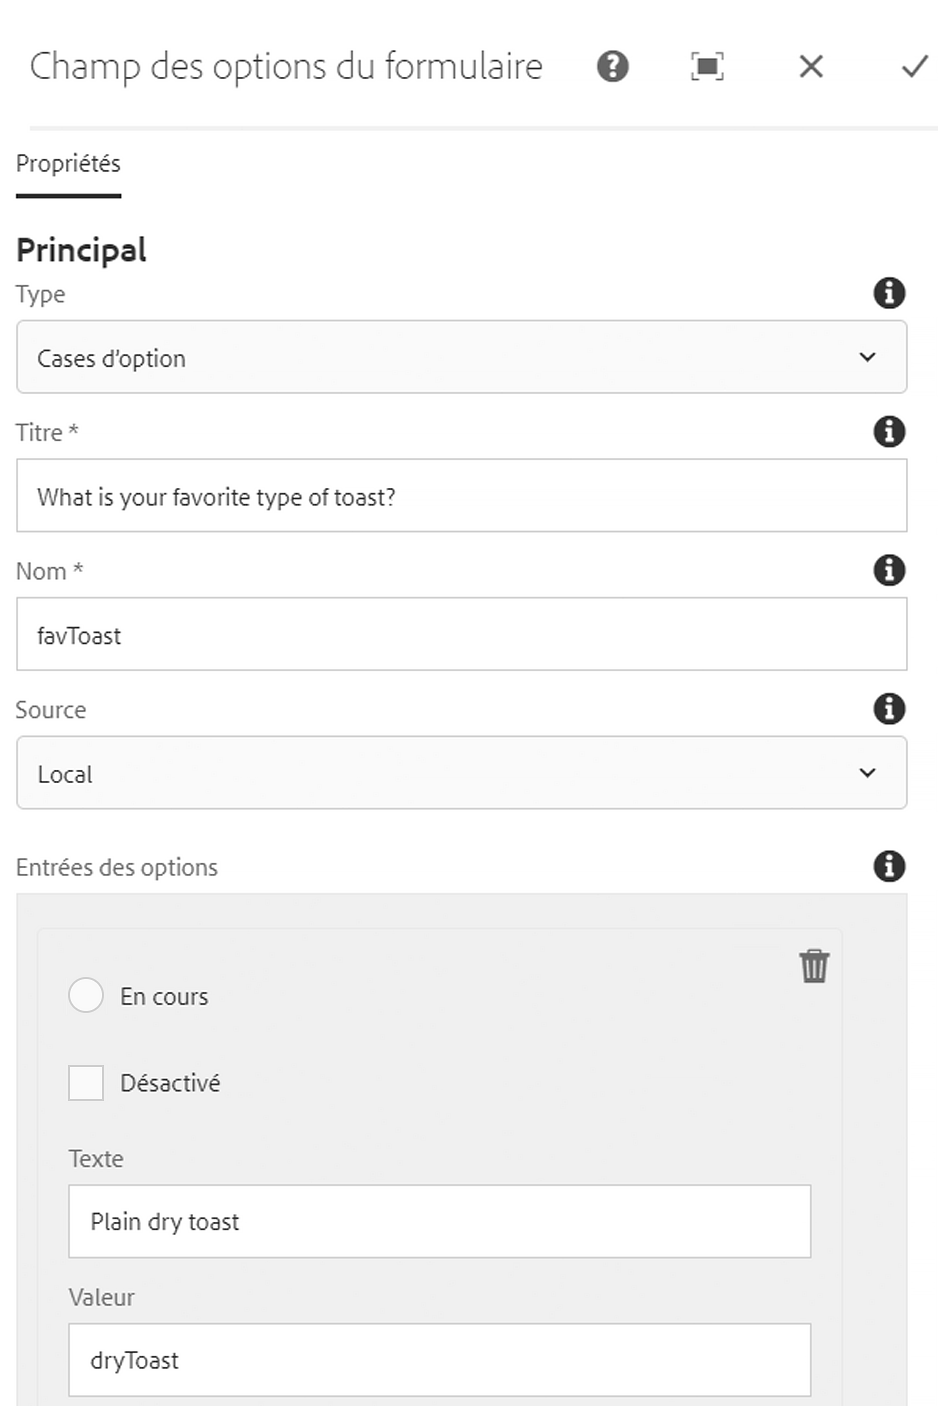 Champ des options du formulaire
Propriétés
Principal
Type
Cases d'option
Titre *
What is your favorite type of toast?
Nom *
favToast
Source
Local
Entrées des options
En cours
Désactivé
Texte
Plain dry toast
Valeur
dryToast